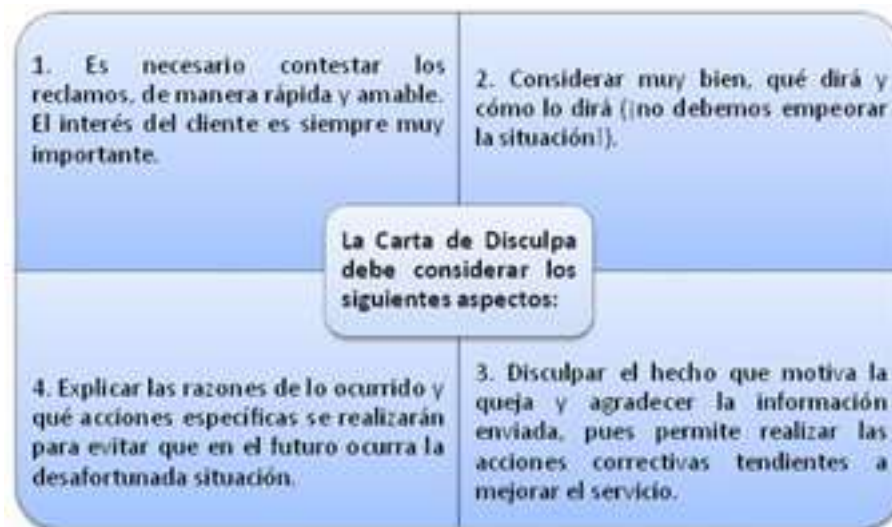 1. Es necesario contestar los
reclamos, de manera rápida y amable.
El interés del cliente es siempre muy
importante.
2. Considerar muy bien, qué dirá y
cómo lo dirá (¡no debemos empeorar
la situación!).
La Carta de Disculpa
debe considerar los
siguientes aspectos:
4. Explicar las razones de lo ocurrido y
qué acciones específicas se realizarán
para evitar que en el futuro ocurra la
desafortunada situación.
3. Disculpar el hecho que motiva la
queja y agradecer la información
enviada, pues permite realizar las
acciones correctivas tendientes a
mejorar el servicio.